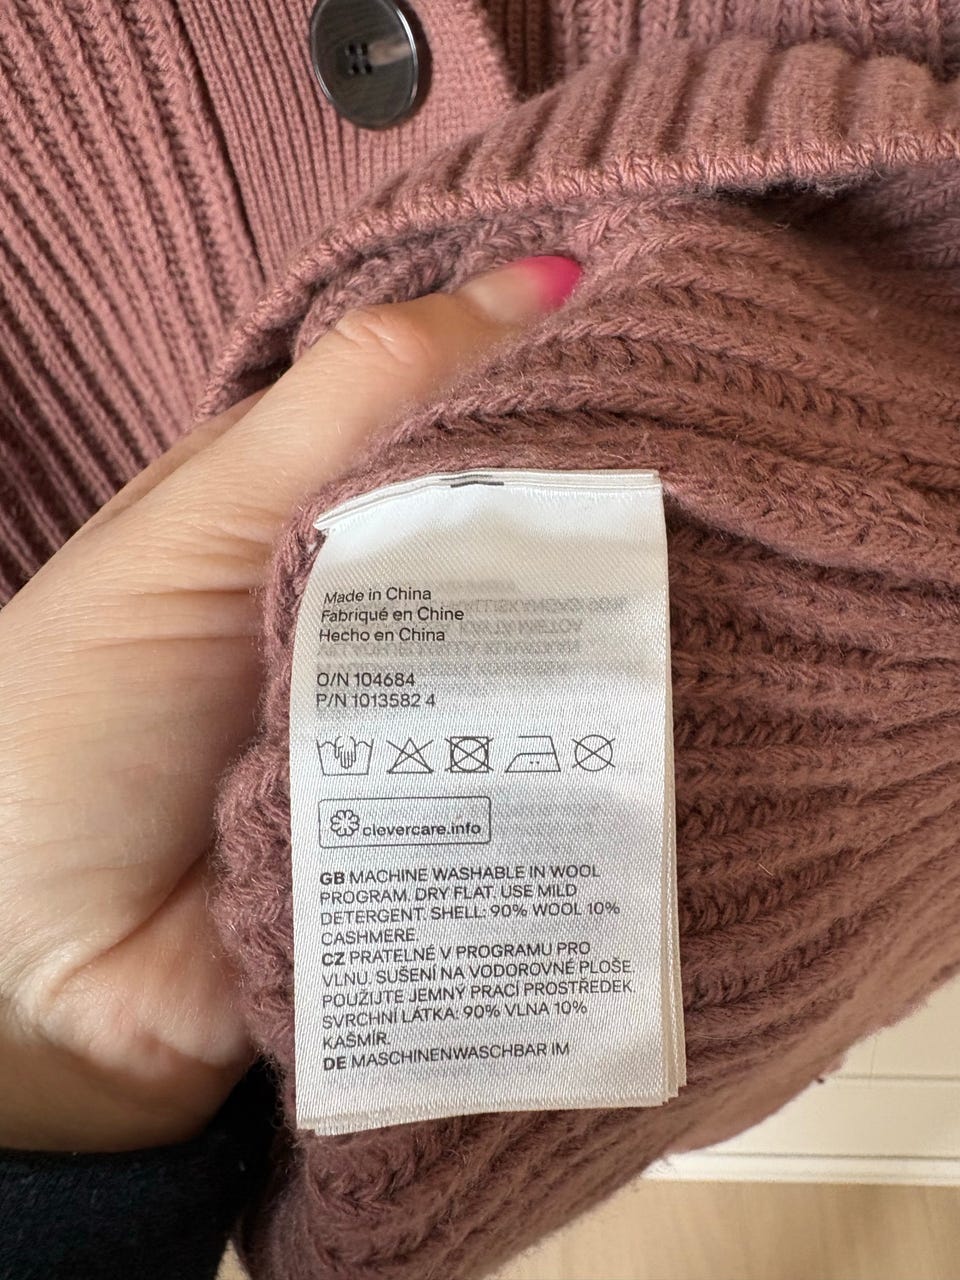 Made in China
Fabriqué en Chine
Hecho en China
O/N 104684
P/N 1013582 4
clevercare.info
GB MACHINE WASHABLE IN WOOL
PROGRAM. DRY FLAT. USE MILD
DETERGENT. SHELL: 90% WOOL 10%
CASHMERE
CZ PRATELNÉ V PROGRAMU PRO
VLNU. SUŠENÍ NA VODOROVNÉ PLOŠE.
POUŽIJTE JEMNÝ PRACÍ PROSTŘEDEK.
SVRCHNÍ LÁTKA: 90% VLNA 10%
KAŠMÍR.
DE MASCHINENWASCHBAR IM